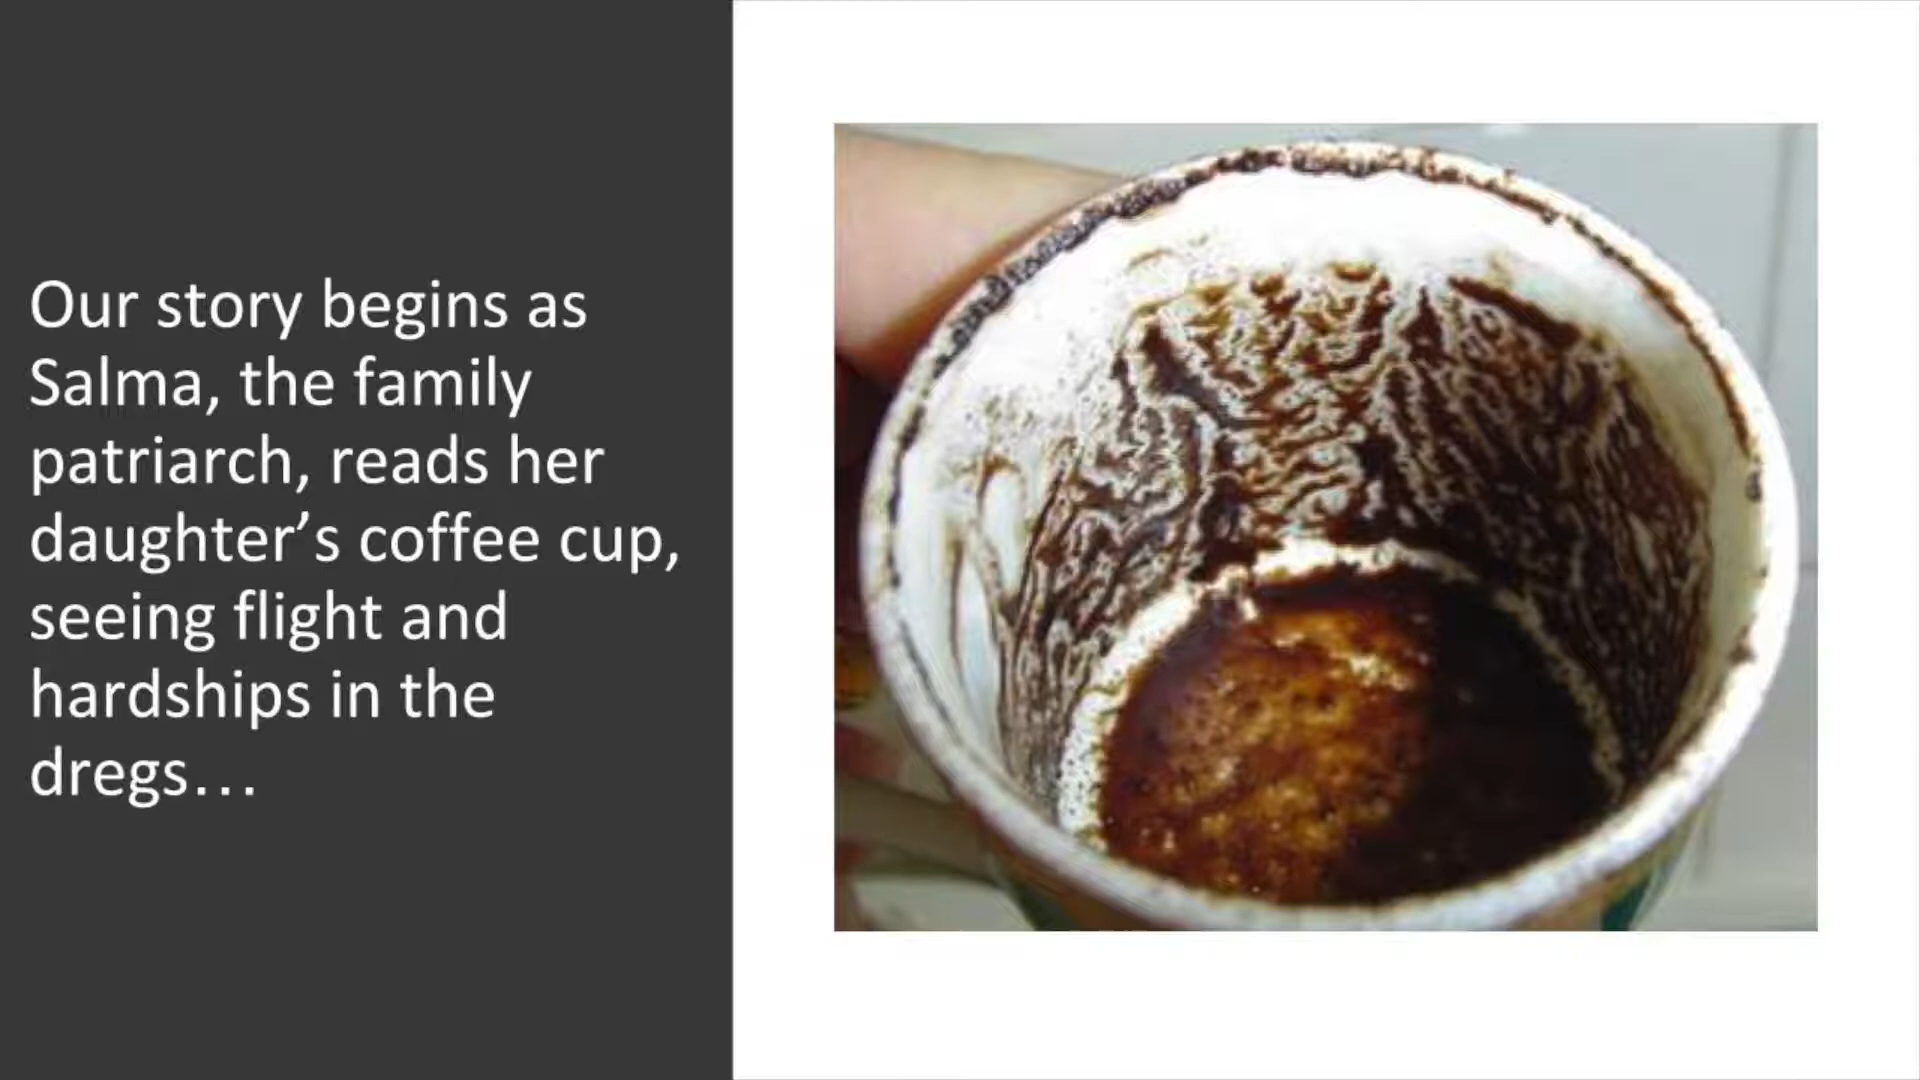 Our story begins as
Salma, the family
patriarch, reads her
daughter’s coffee cup,
seeing flight and
hardships in the
dregs…